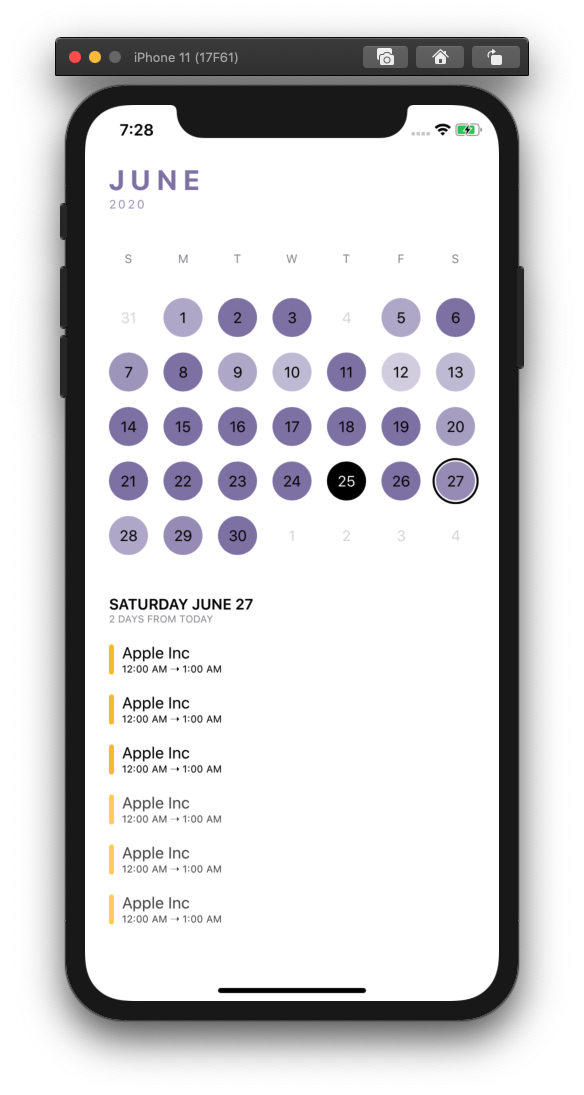 iPhone 11 (17F61)
7:28
JUNE
2020
S M T W T F S
31 1 2 3 4 5 6
7 8 9 10 11 12 13
14 15 16 17 18 19 20
21 22 23 24 25 26 27
28 29 30 1 2 3 4
SATURDAY JUNE 27
2 DAYS FROM TODAY
Apple Inc
12:00 AM ➝ 1:00 AM
Apple Inc
12:00 AM ➝ 1:00 AM
Apple Inc
12:00 AM ➝ 1:00 AM
Apple Inc
12:00 AM ➝ 1:00 AM
Apple Inc
12:00 AM ➝ 1:00 AM
Apple Inc
12:00 AM ➝ 1:00 AM